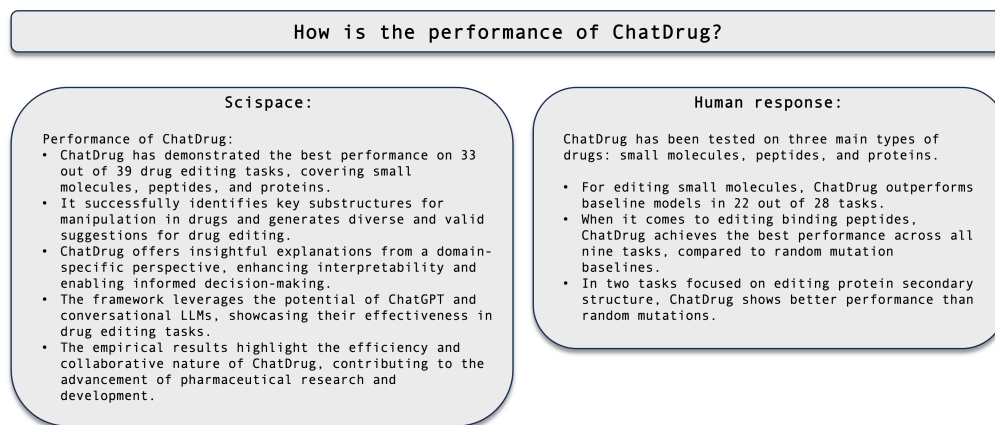 How is the performance of ChatDrug?
Scispace:
Performance of ChatDrug:
• ChatDrug has demonstrated the best performance on 33
out of 39 drug editing tasks, covering small
molecules, peptides, and proteins.
• It successfully identifies key substructures for
manipulation in drugs and generates diverse and valid
suggestions for drug editing.
• ChatDrug offers insightful explanations from a domain-
specific perspective, enhancing interpretability and
enabling informed decision-making.
• The framework leverages the potential of ChatGPT and
conversational LLMs, showcasing their effectiveness in
drug editing tasks.
• The empirical results highlight the efficiency and
collaborative nature of ChatDrug, contributing to the
advancement of pharmaceutical research and
development.
Human response:
ChatDrug has been tested on three main types of
drugs: small molecules, peptides, and proteins.
• For editing small molecules, ChatDrug outperforms
baseline models in 22 out of 28 tasks.
• When it comes to editing binding peptides,
ChatDrug achieves the best performance across all
nine tasks, compared to random mutation
baselines.
• In two tasks focused on editing protein secondary
structure, ChatDrug shows better performance than
random mutations.